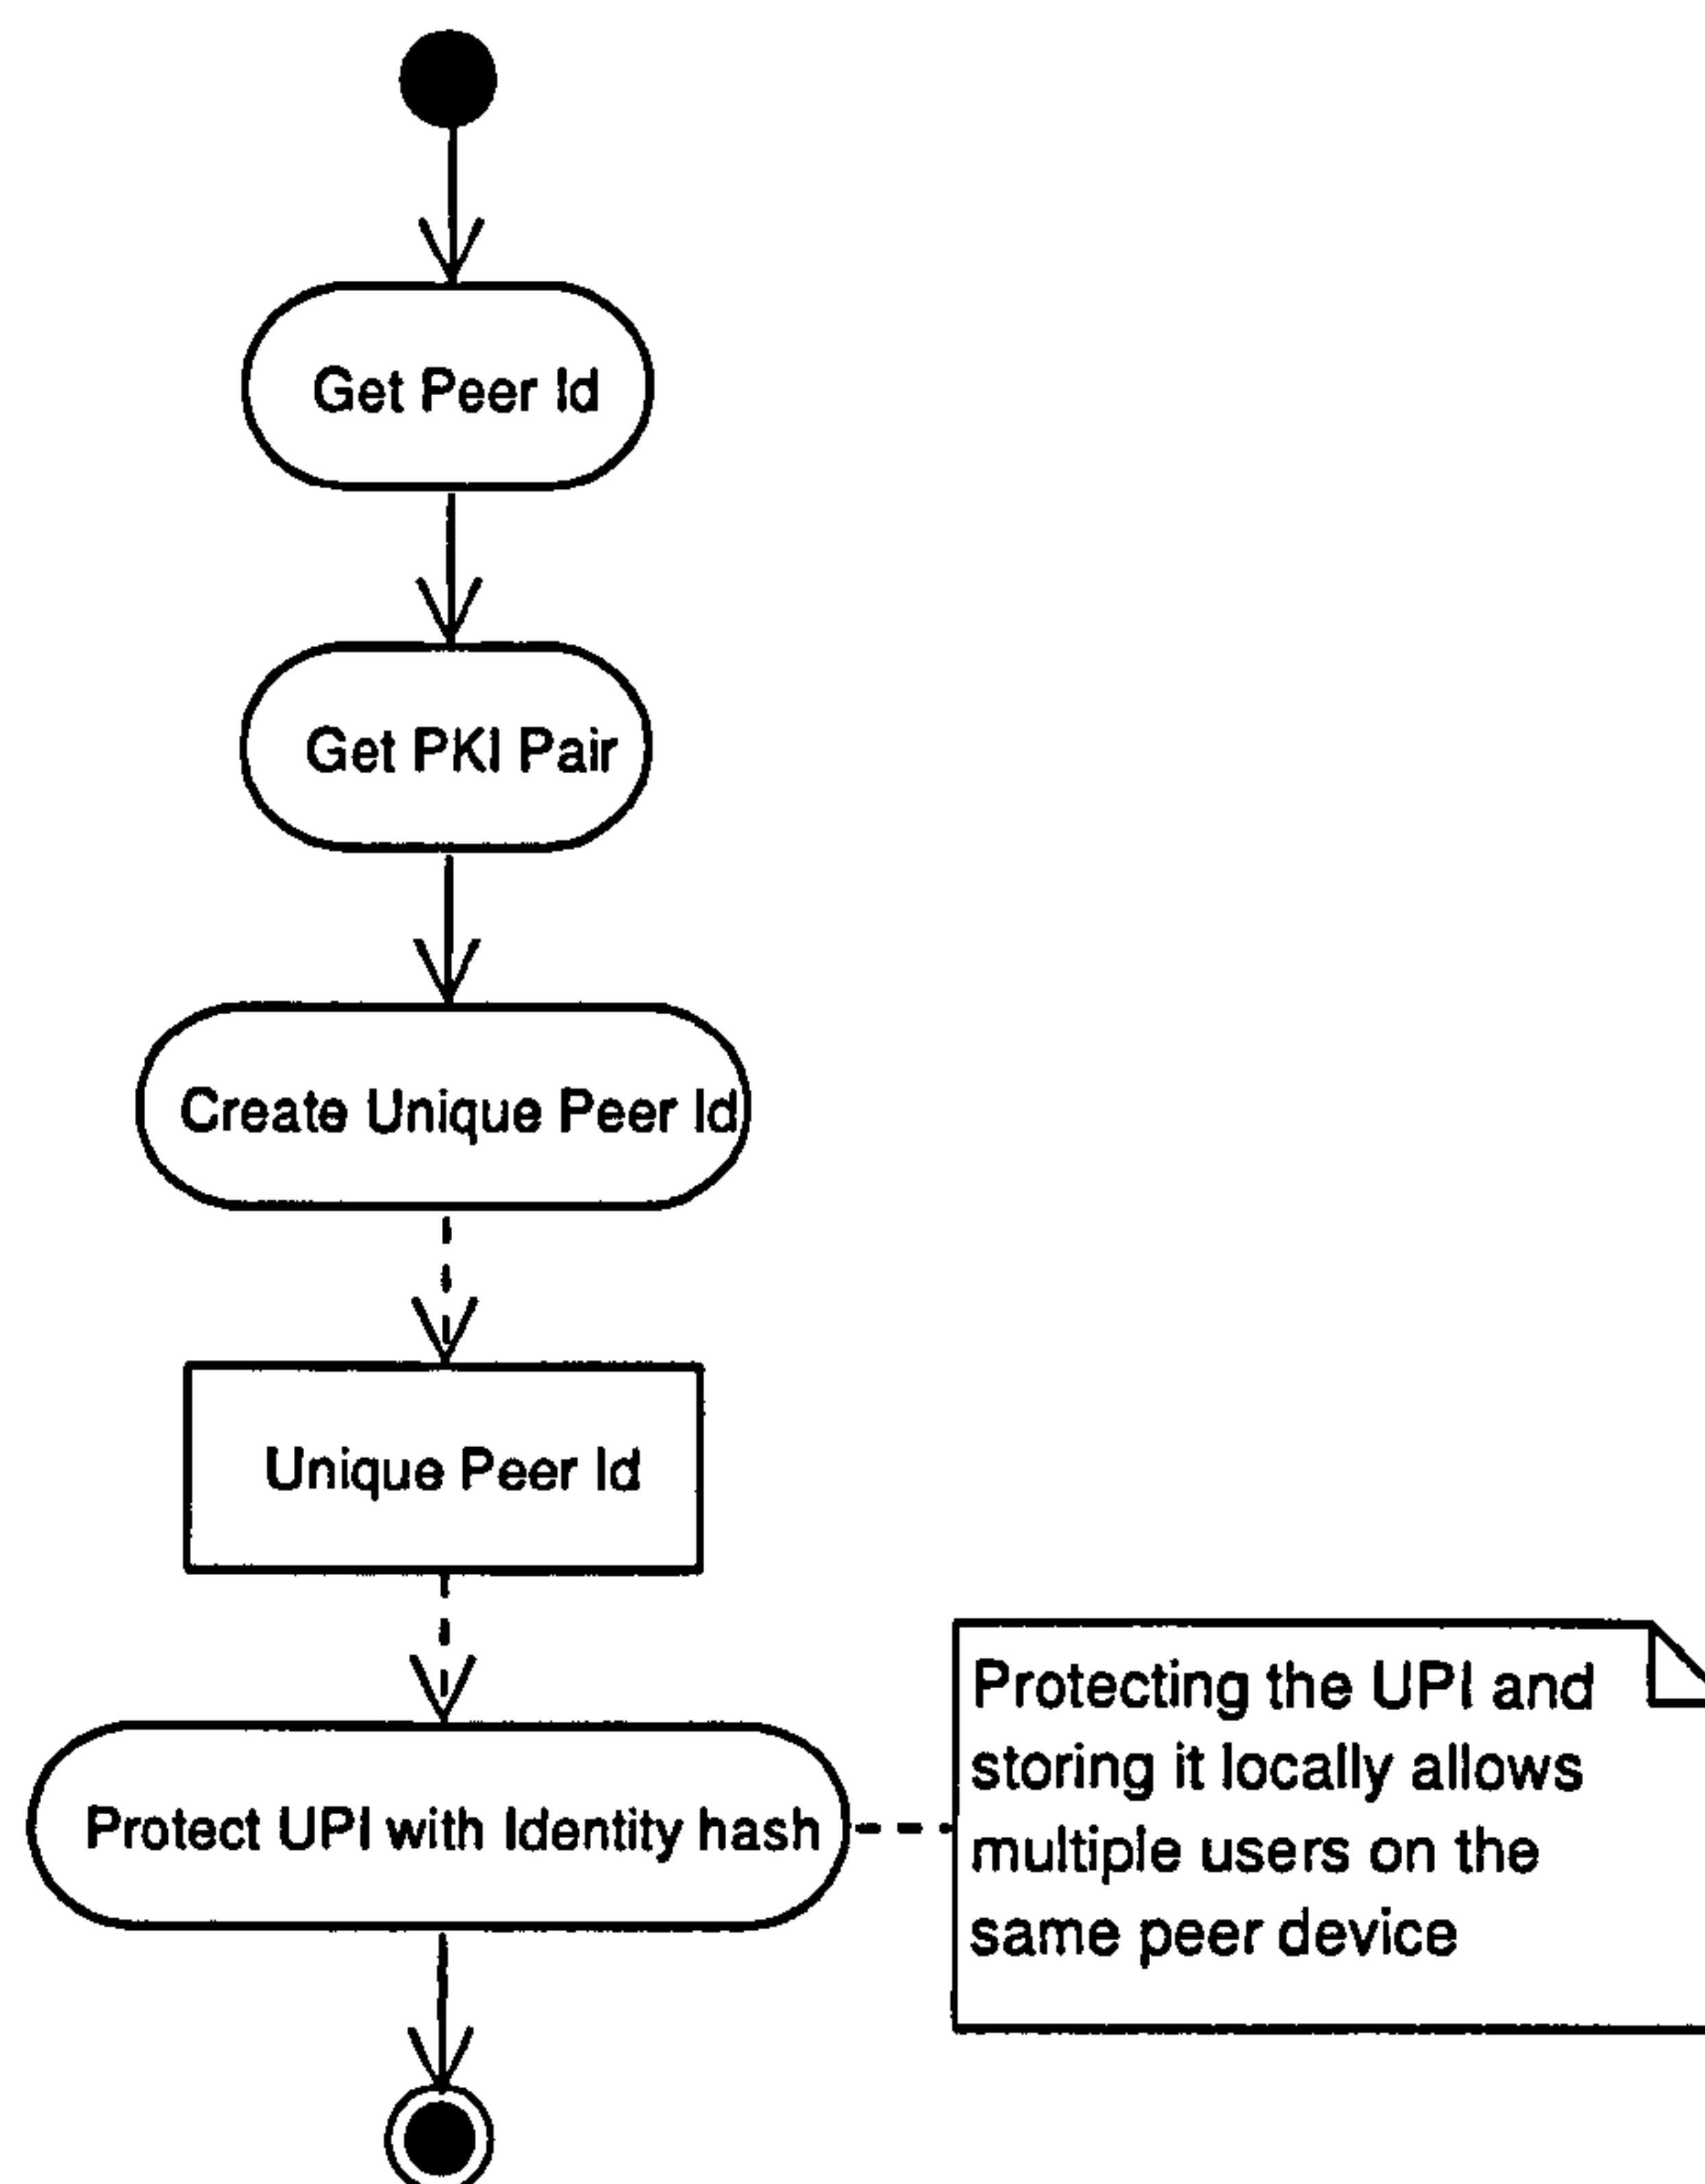 Get Peer Id
Get PKI Pair
Create Unique Peer Id
Unique Peer Id
Protect UPI with Identity hash
Protecting the UPI and
storing it locally allows
multiple users on the
same peer device